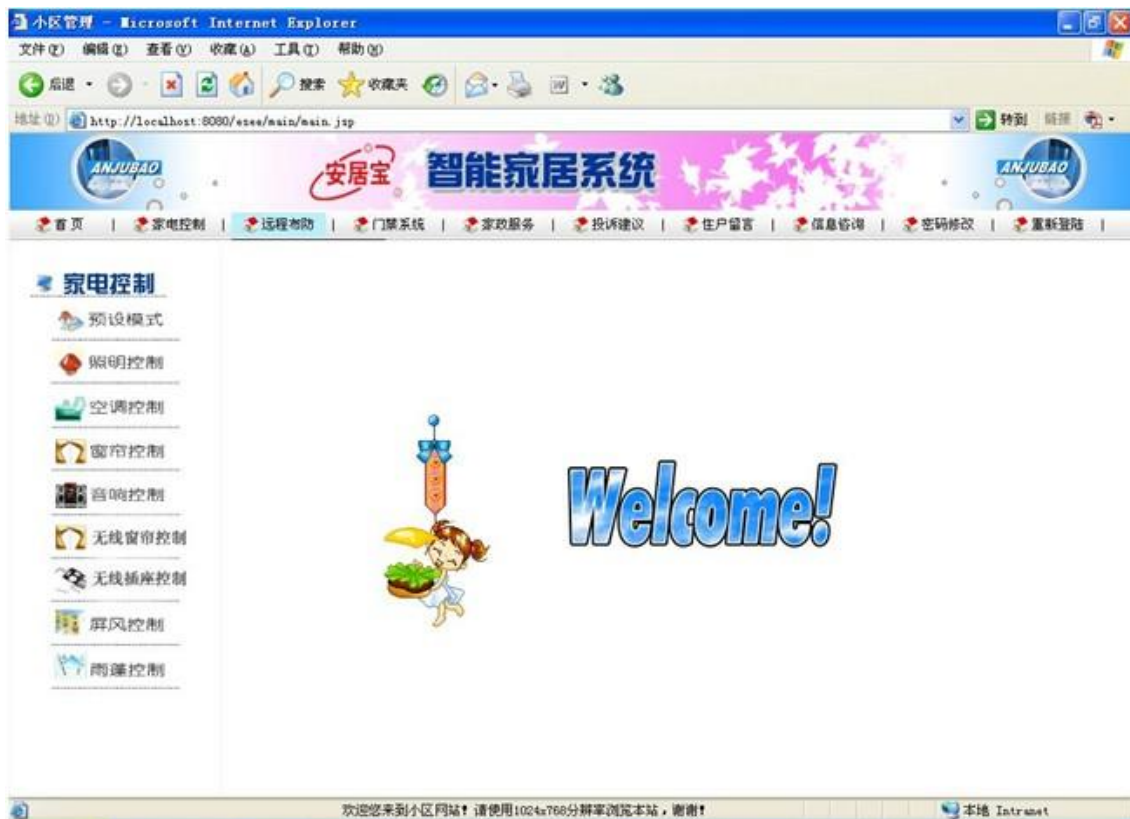 小区管理 - Microsoft Internet Explorer
文件(F) 编辑(E) 查看(V) 收藏(A) 工具(T) 帮助(H)
后退 搜索 收藏夹
地址(D) http://localhost:8080/esee/main/main.jsp 转到 链接
ANJUBAO 安居宝 智能家居系统 ANJUBAO
首页 | 家电控制 | 远程布防 | 门禁系统 | 家政服务 | 投诉建议 | 住户留言 | 信息咨询 | 密码修改 | 重新登陆 |
家电控制
预设模式
照明控制
空调控制
窗帘控制
音响控制
无线窗帘控制
无线插座控制
屏风控制
雨蓬控制
Welcome!
欢迎您来到小区网站！请使用1024x768分辨率浏览本站，谢谢！ 本地 Intranet